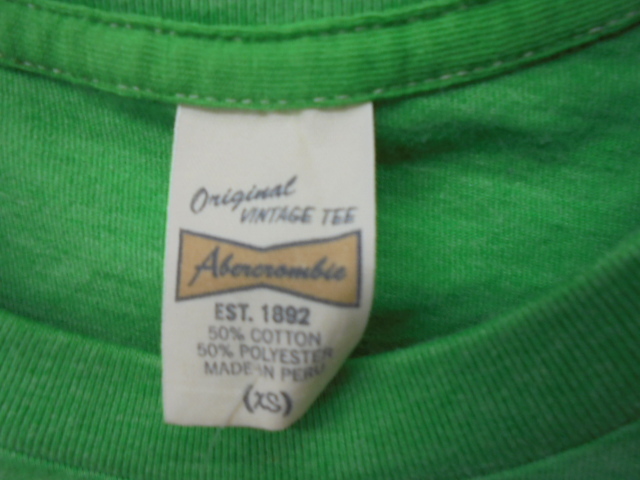 Original
VINTAGE TEE
Abercrombie
EST. 1892
50% COTTON
50% POLYESTER
MADE IN PERU
(XS)